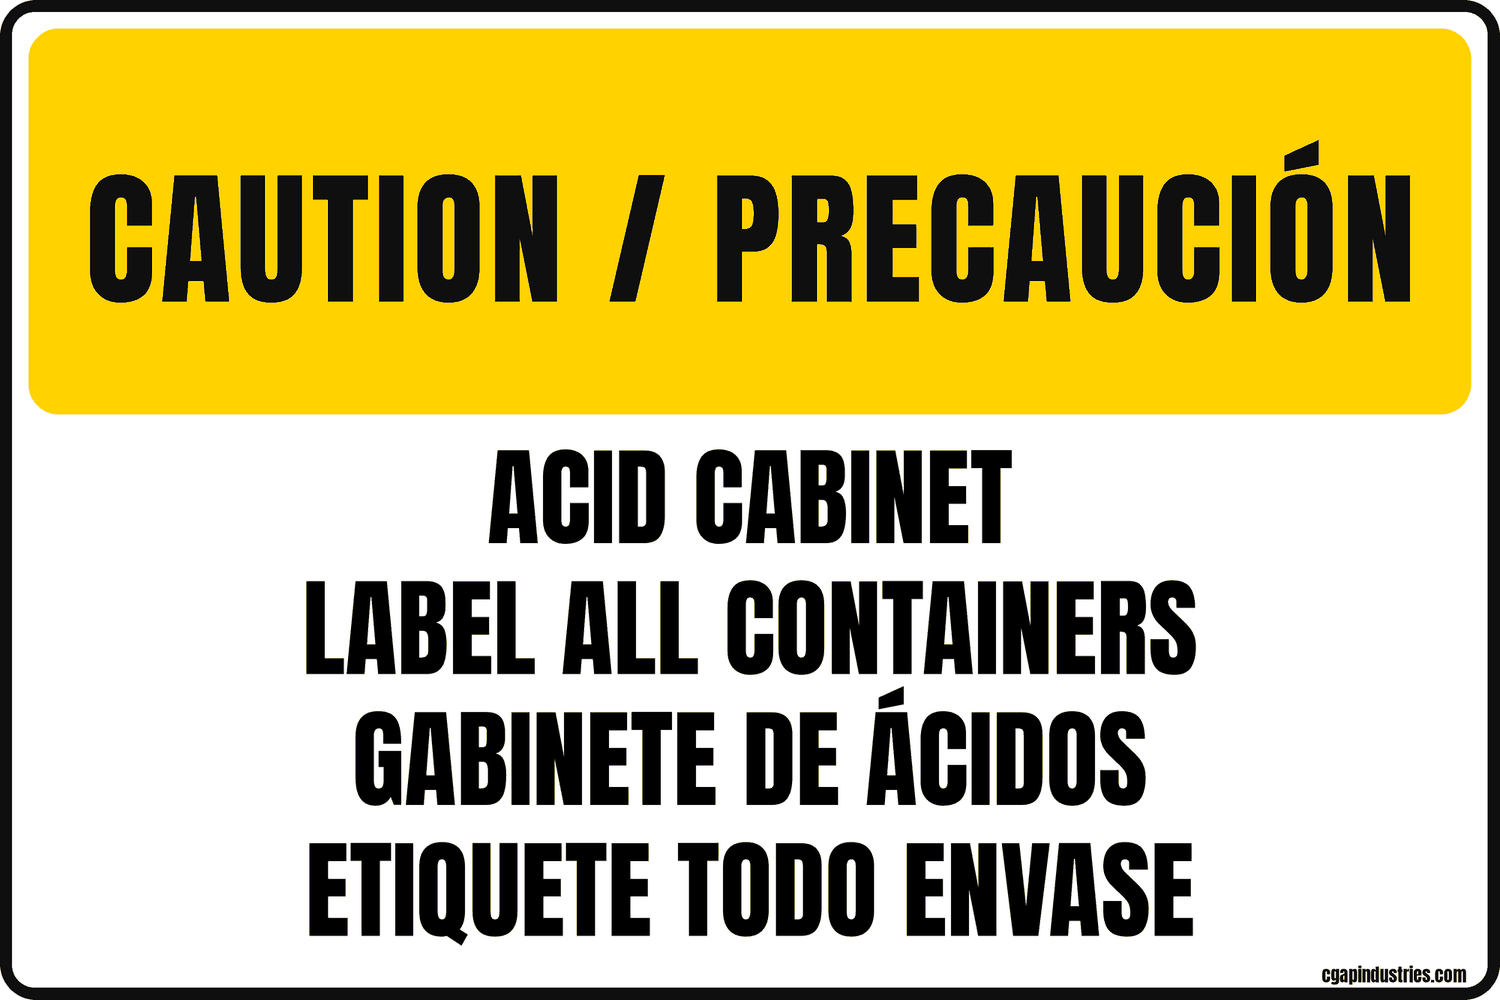 CAUTION / PRECAUCIÓN
ACID CABINET
LABEL ALL CONTAINERS
GABINETE DE ÁCIDOS
ETIQUETE TODO ENVASE
cgapindustries.com